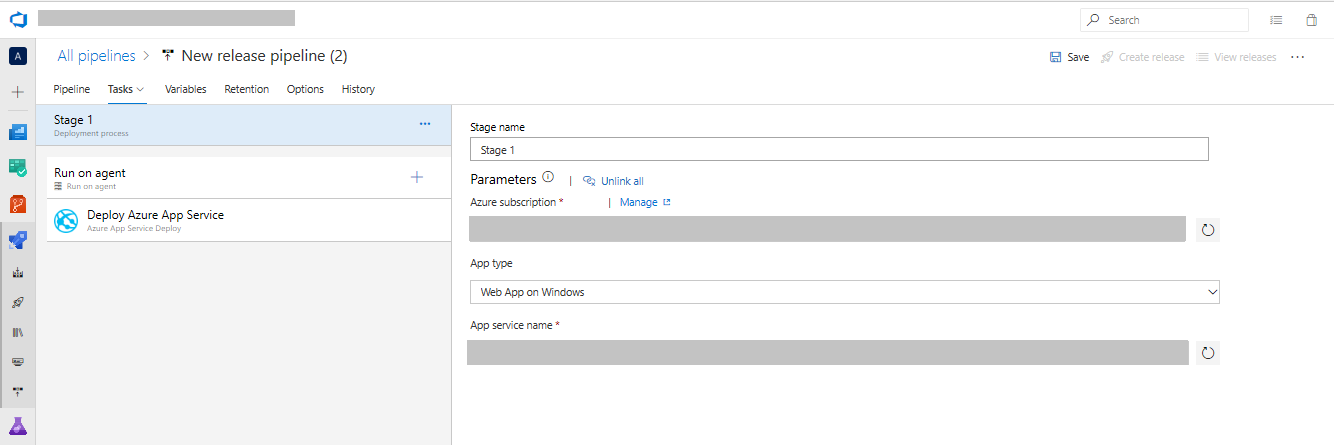 Search
A
All pipelines > New release pipeline (2)
Save Create release View releases ...
Pipeline Tasks Variables Retention Options History
Stage 1
Deployment process
...
Run on agent
Run on agent
Deploy Azure App Service
Azure App Service Deploy
Stage name
Stage 1
Parameters | Unlink all
Azure subscription * | Manage
App type
Web App on Windows
App service name *